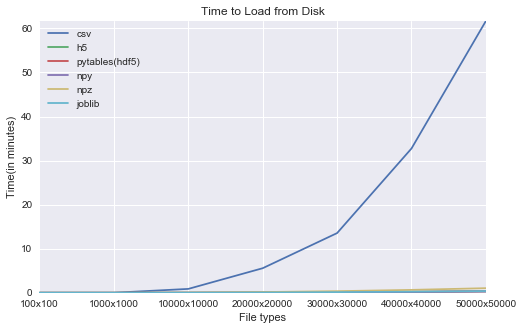 Time to Load from Disk
csv
h5
pytables(hdf5)
npy
npz
joblib
60
50
40
30
20
10
0
Time(in minutes)
100x100 1000x1000 10000x10000 20000x20000 30000x30000 40000x40000 50000x50000
File types